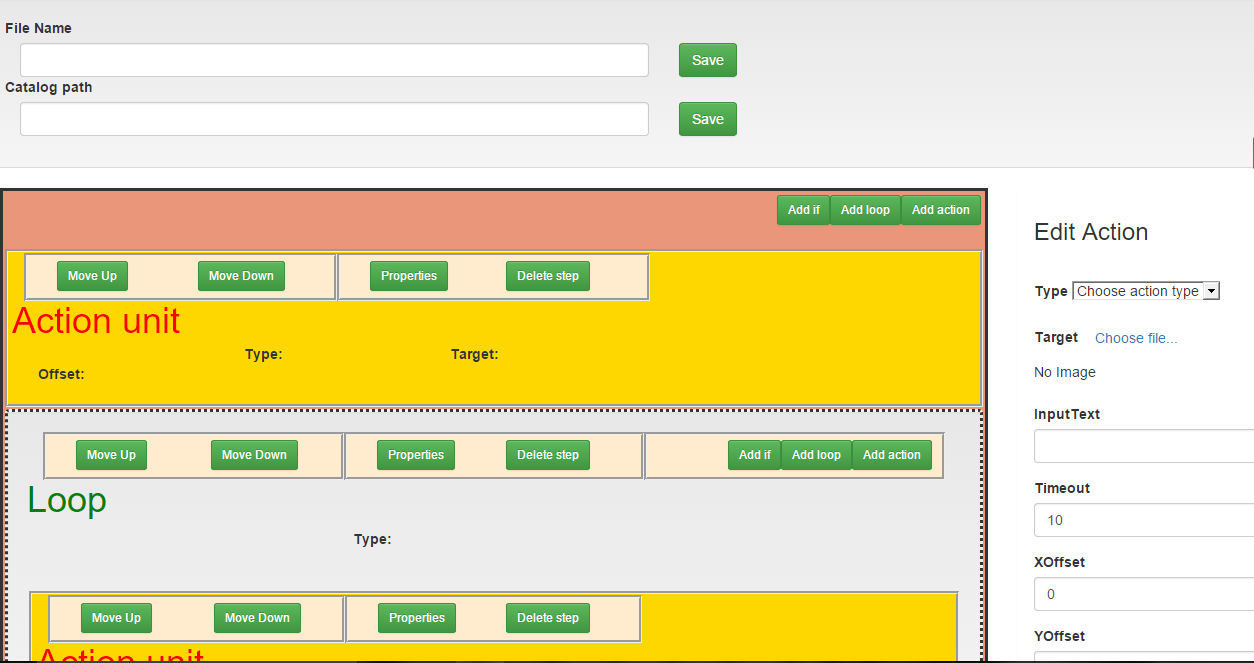 File Name
Save
Catalog path
Save
Add if Add loop Add action
Move Up Move Down Properties Delete step
Action unit
Type: Target:
Offset:
Move Up Move Down Properties Delete step Add if Add loop Add action
Loop
Type:
Move Up Move Down Properties Delete step
Action unit
Edit Action
Type Choose action type
Target Choose file...
No Image
InputText
Timeout
10
XOffset
0
YOffset